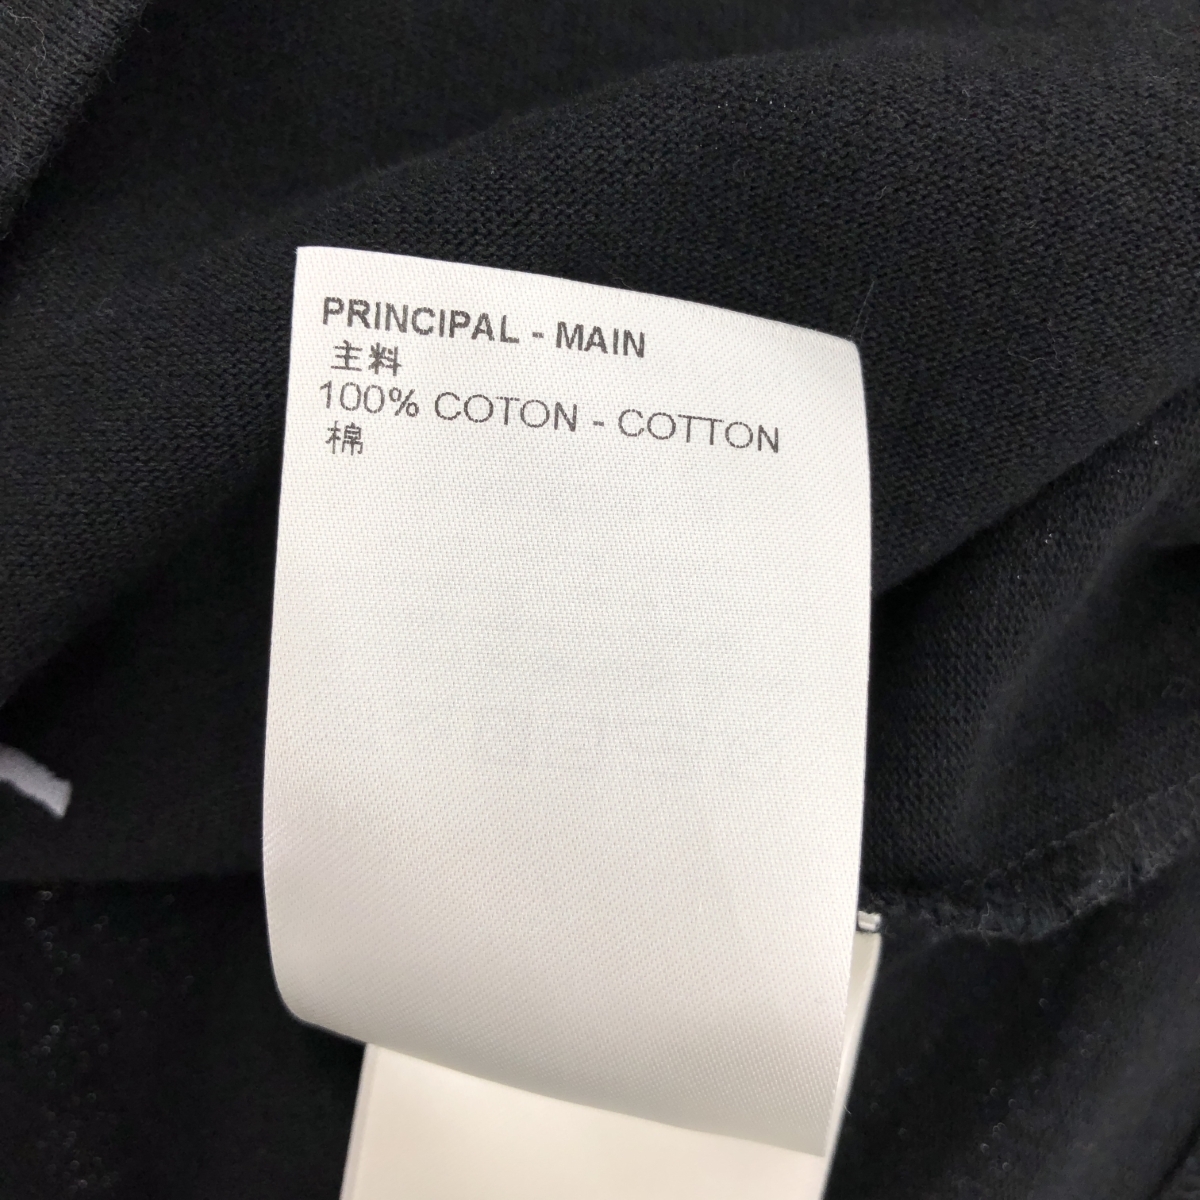 PRINCIPAL - MAIN
主料
100% COTON - COTTON
棉